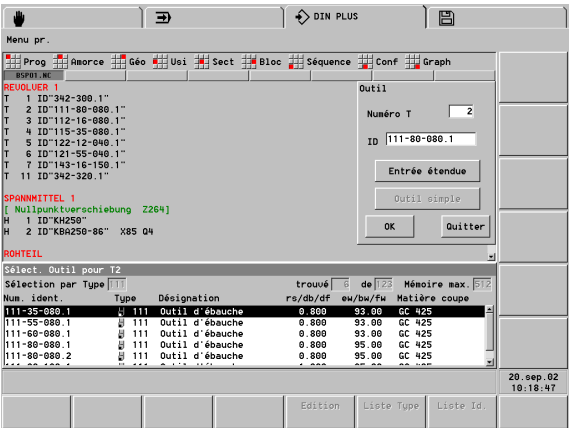 DIN PLUS
Menu pr.
Prog Amorce Géo Usi Sect Bloc Séquence Conf Graph
BSP01.NC
REVOLVER 1
T 1 ID"342-300.1"
T 2 ID"111-80-080.1"
T 3 ID"112-16-080.1"
T 4 ID"115-35-080.1"
T 5 ID"122-12-040.1"
T 6 ID"121-55-040.1"
T 7 ID"143-16-150.1"
T 11 ID"342-320.1"
SPANNMITTEL 1
[ Nullpunktverschiebung Z264]
H 1 ID"KH250"
H 2 ID"KBA250-86" X85 Q4
ROHTEIL
Outil
Numéro T 2
ID 111-80-080.1
Entrée étendue
Outil simple
OK Quitter
Sélect. Outil pour T2
Sélection par Type 111 trouvé 6 de 123 Mémoire max. 512
Num. ident. Type Désignation rs/db/df ew/bw/fw Matière coupe
111-35-080.1 111 Outil d'ébauche 0.800 93.00 GC 425
111-55-080.1 111 Outil d'ébauche 0.800 93.00 GC 425
111-60-080.1 111 Outil d'ébauche 0.800 93.00 GC 425
111-80-080.1 111 Outil d'ébauche 0.800 95.00 GC 425
111-80-080.2 111 Outil d'ébauche 0.800 95.00 GC 425
20.sep.02
10:18:47
Edition Liste Type Liste Id.